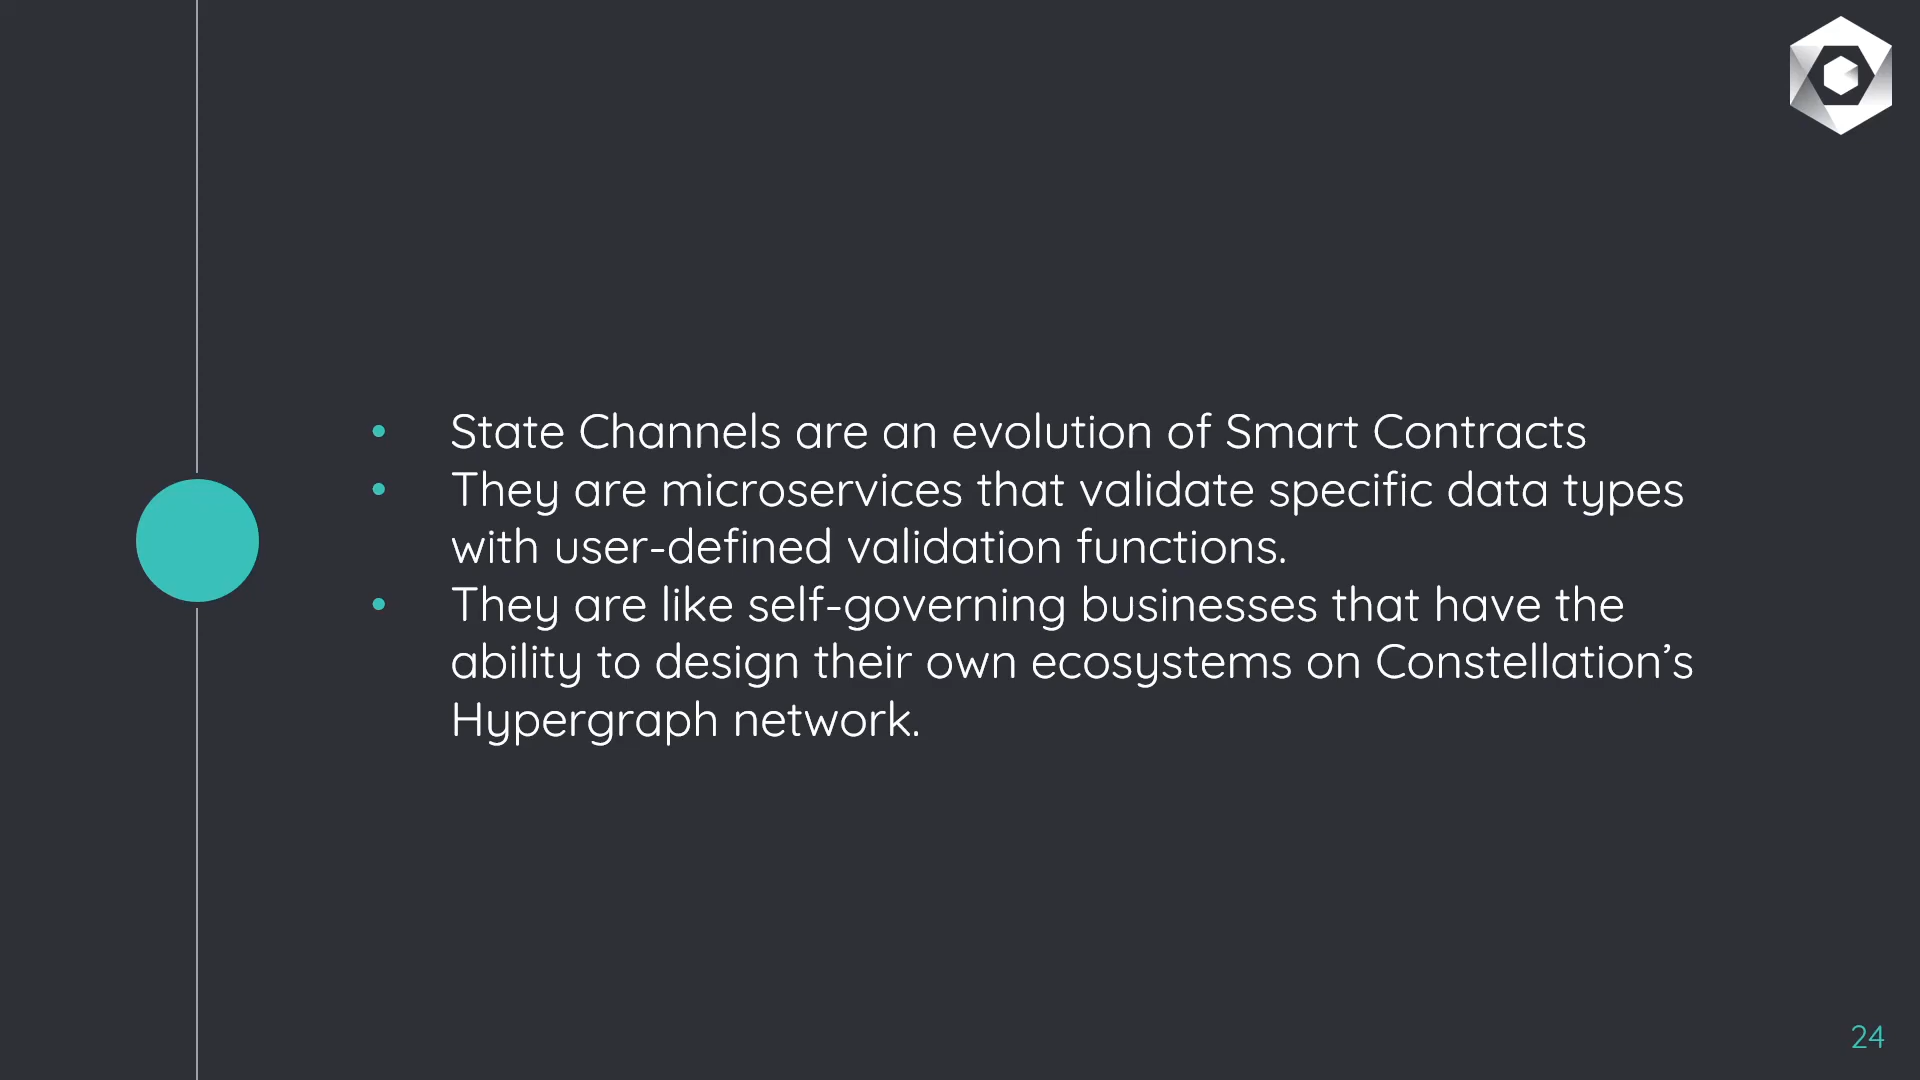 • State Channels are an evolution of Smart Contracts
• They are microservices that validate specific data types
with user-defined validation functions.
• They are like self-governing businesses that have the
ability to design their own ecosystems on Constellation’s
Hypergraph network.
24